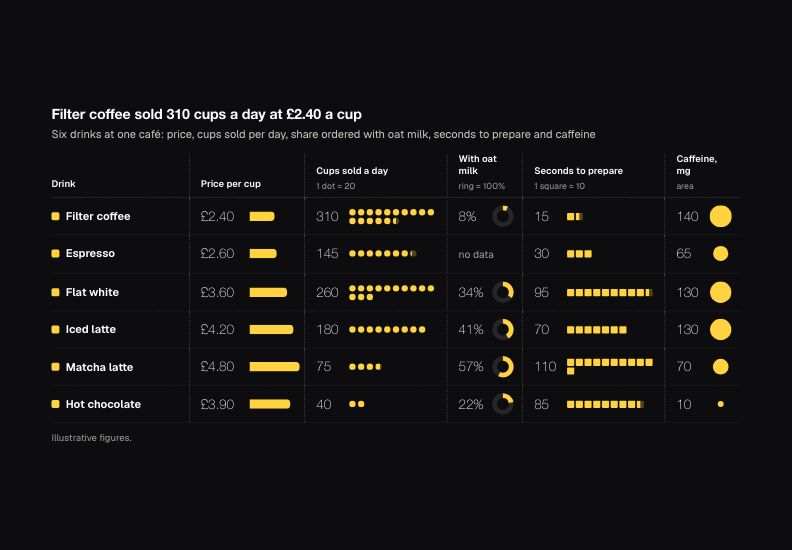 Filter coffee sold 310 cups a day at £2.40 a cup
Six drinks at one café: price, cups sold per day, share ordered with oat milk, seconds to prepare and caffeine
Drink
Price per cup
Cups sold a day
1 dot = 20
With oat
milk
ring = 100%
Seconds to prepare
1 square = 10
Caffeine,
mg
area
Filter coffee £2.40 310 8% 15 140
Espresso £2.60 145 no data 30 65
Flat white £3.60 260 34% 95 130
Iced latte £4.20 180 41% 70 130
Matcha latte £4.80 75 57% 110 70
Hot chocolate £3.90 40 22% 85 10
Illustrative figures.